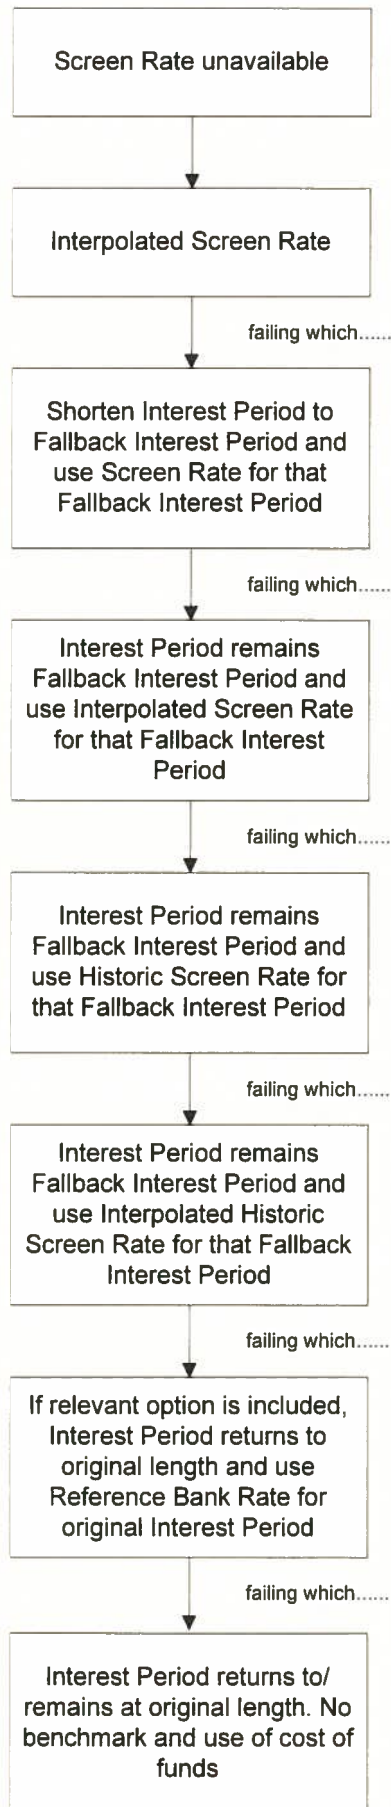 Screen Rate unavailable
Interpolated Screen Rate
failing which......
Shorten Interest Period to
Fallback Interest Period and
use Screen Rate for that
Fallback Interest Period
failing which......
Interest Period remains
Fallback Interest Period and
use Interpolated Screen Rate
for that Fallback Interest
Period
failing which......
Interest Period remains
Fallback Interest Period and
use Historic Screen Rate for
that Fallback Interest Period
failing which......
Interest Period remains
Fallback Interest Period and
use Interpolated Historic
Screen Rate for that Fallback
Interest Period
failing which......
If relevant option is included,
Interest Period returns to
original length and use
Reference Bank Rate for
original Interest Period
failing which......
Interest Period returns to/
remains at original length. No
benchmark and use of cost of
funds